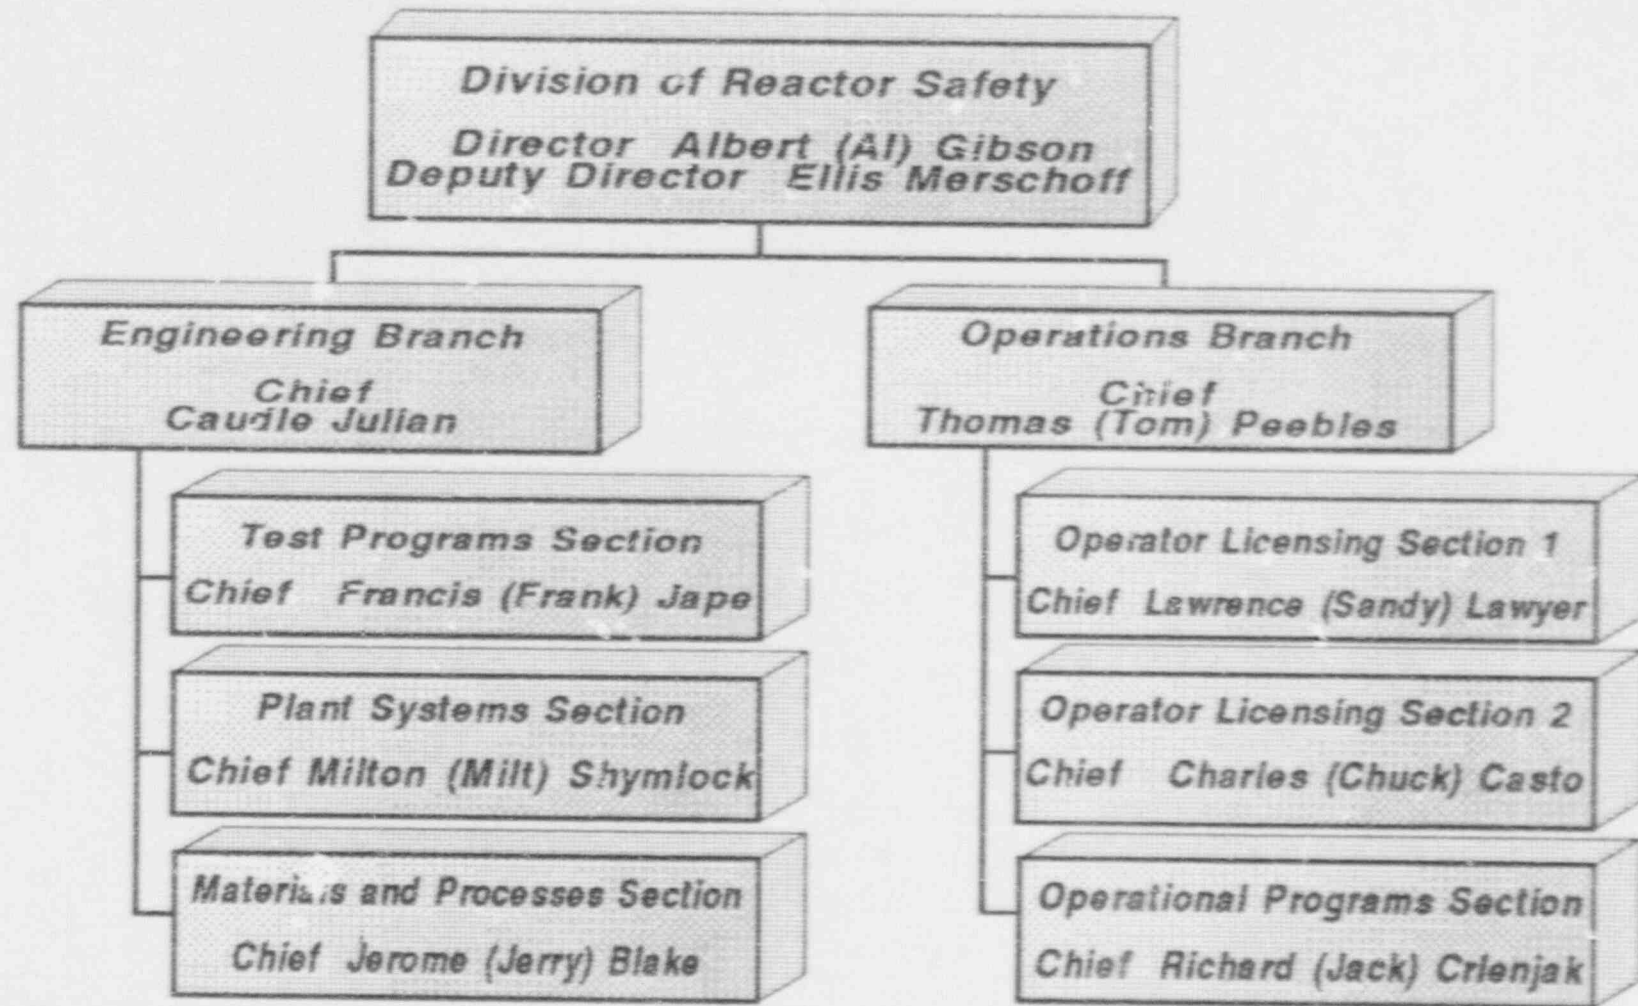 Division of Reactor Safety
Director Albert (Al) Gibson
Deputy Director Ellis Merschoff
Engineering Branch
Chief
Caudle Julian
Test Programs Section
Chief Francis (Frank) Jape
Plant Systems Section
Chief Milton (Milt) Shymlock
Materials and Processes Section
Chief Jerome (Jerry) Blake
Operations Branch
Chief
Thomas (Tom) Peebles
Operator Licensing Section 1
Chief Lawrence (Sandy) Lawyer
Operator Licensing Section 2
Chief Charles (Chuck) Casto
Operational Programs Section
Chief Richard (Jack) Crlenjak